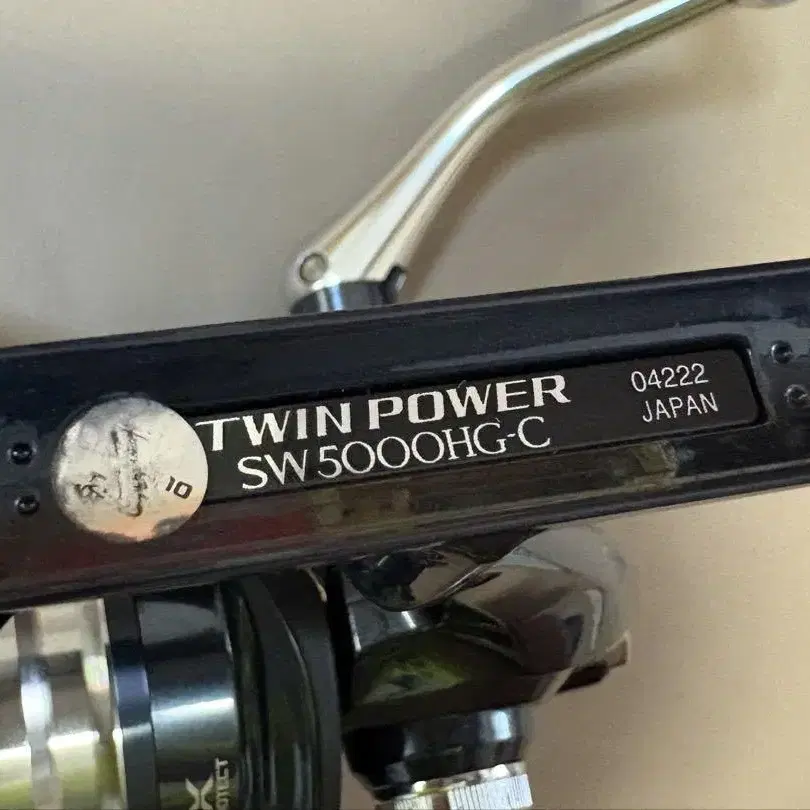 TWIN POWER
SW5000HG-C
04222
JAPAN
10
X